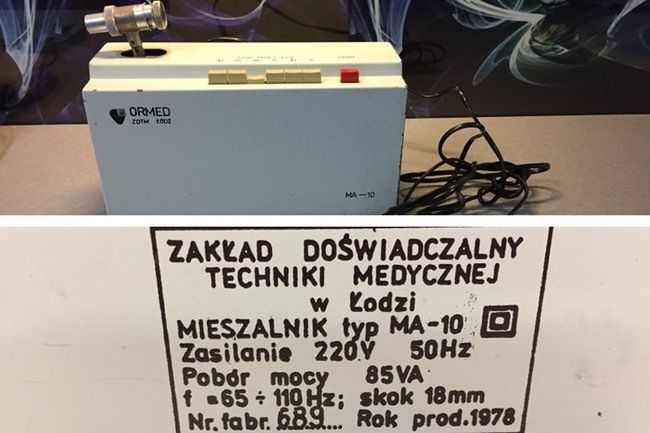 ORMED
ZDTM ŁÓDŹ
MA-10
ZAKŁAD DOŚWIADCZALNY
TECHNIKI MEDYCZNEJ
w Łodzi
MIESZALNIK typ MA-10
Zasilanie 220V 50Hz
Pobór mocy 85VA
f =65 ÷ 110Hz; skok 18mm
Nr. fabr. 689... Rok prod. 1978